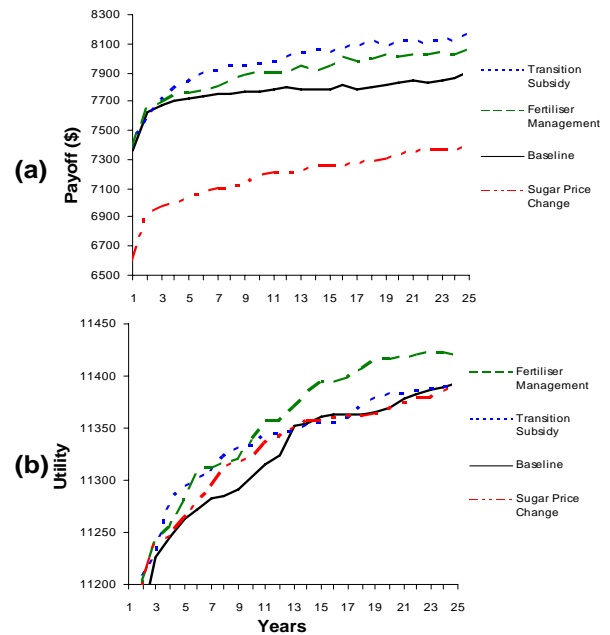 8300
8100
7900
7700
7500
7300
7100
6900
6700
6500
Payoff ($)
(a)
1 3 5 7 9 11 13 15 17 19 21 23 25
Transition
Subsidy
Fertiliser
Management
Baseline
Sugar Price
Change
11450
11400
11350
11300
11250
11200
Utility
(b)
1 3 5 7 9 11 13 15 17 19 21 23 25
Years
Fertiliser
Management
Transition
Subsidy
Baseline
Sugar Price
Change